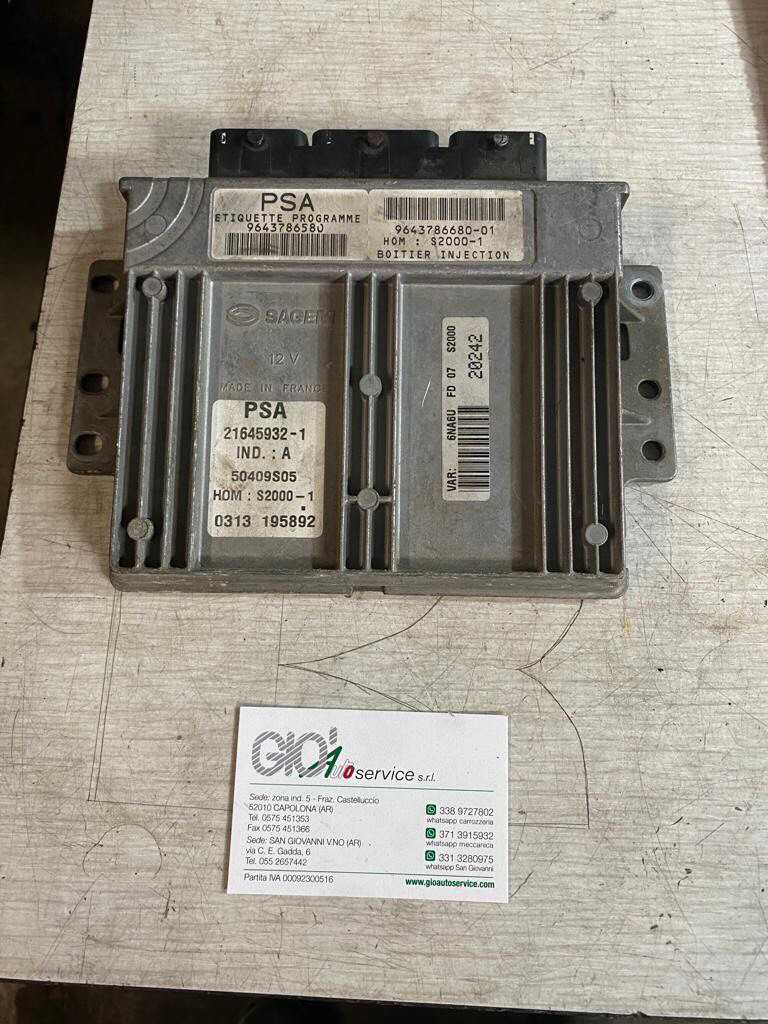 PSA
ETIQUETTE PROGRAMME
9643786580
9643786680-01
HOM : S2000-1
BOITIER INJECTION
SAGEM
12 V
MADE IN FRANCE
PSA
21645932-1
IND. : A
50409S05
HOM : S2000-1
0313 195892
VAR: 6NA6U FD 07 S2000
20242
GIO' Autoservice s.r.l.
Sede: zona ind. 5 - Fraz. Castelluccio
52010 CAPOLONA (AR)
Tel. 0575 451353
Fax 0575 451366
Sede: SAN GIOVANNI V.NO (AR)
via C. E. Gadda, 6
Tel. 055 2657442
Partita IVA 00092300516
338 9727802
whatsapp carrozzeria
371 3915932
whatsapp meccareca
331 3280975
whatsapp San Giovanni
www.gioautoservice.com